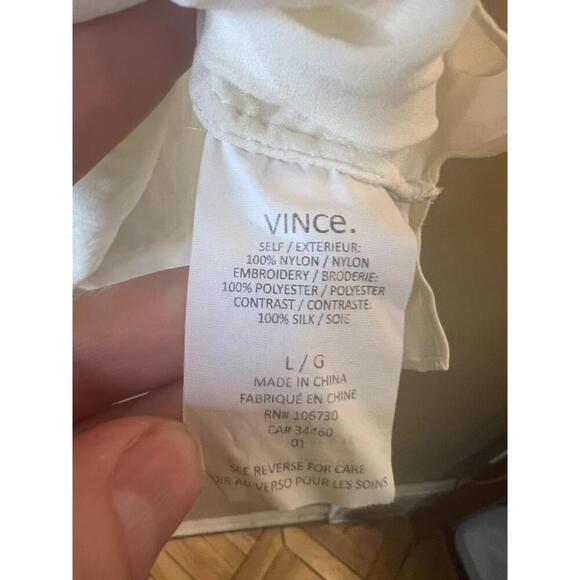 VINCE.
SELF / EXTERIEUR:
100% NYLON / NYLON
EMBROIDERY / BRODERIE:
100% POLYESTER / POLYESTER
CONTRAST / CONTRASTE:
100% SILK / SOIE
L / G
MADE IN CHINA
FABRIQUÉ EN CHINE
RN# 106730
CA# 34460
01
SEE REVERSE FOR CARE
VOIR AU VERSO POUR LES SOINS